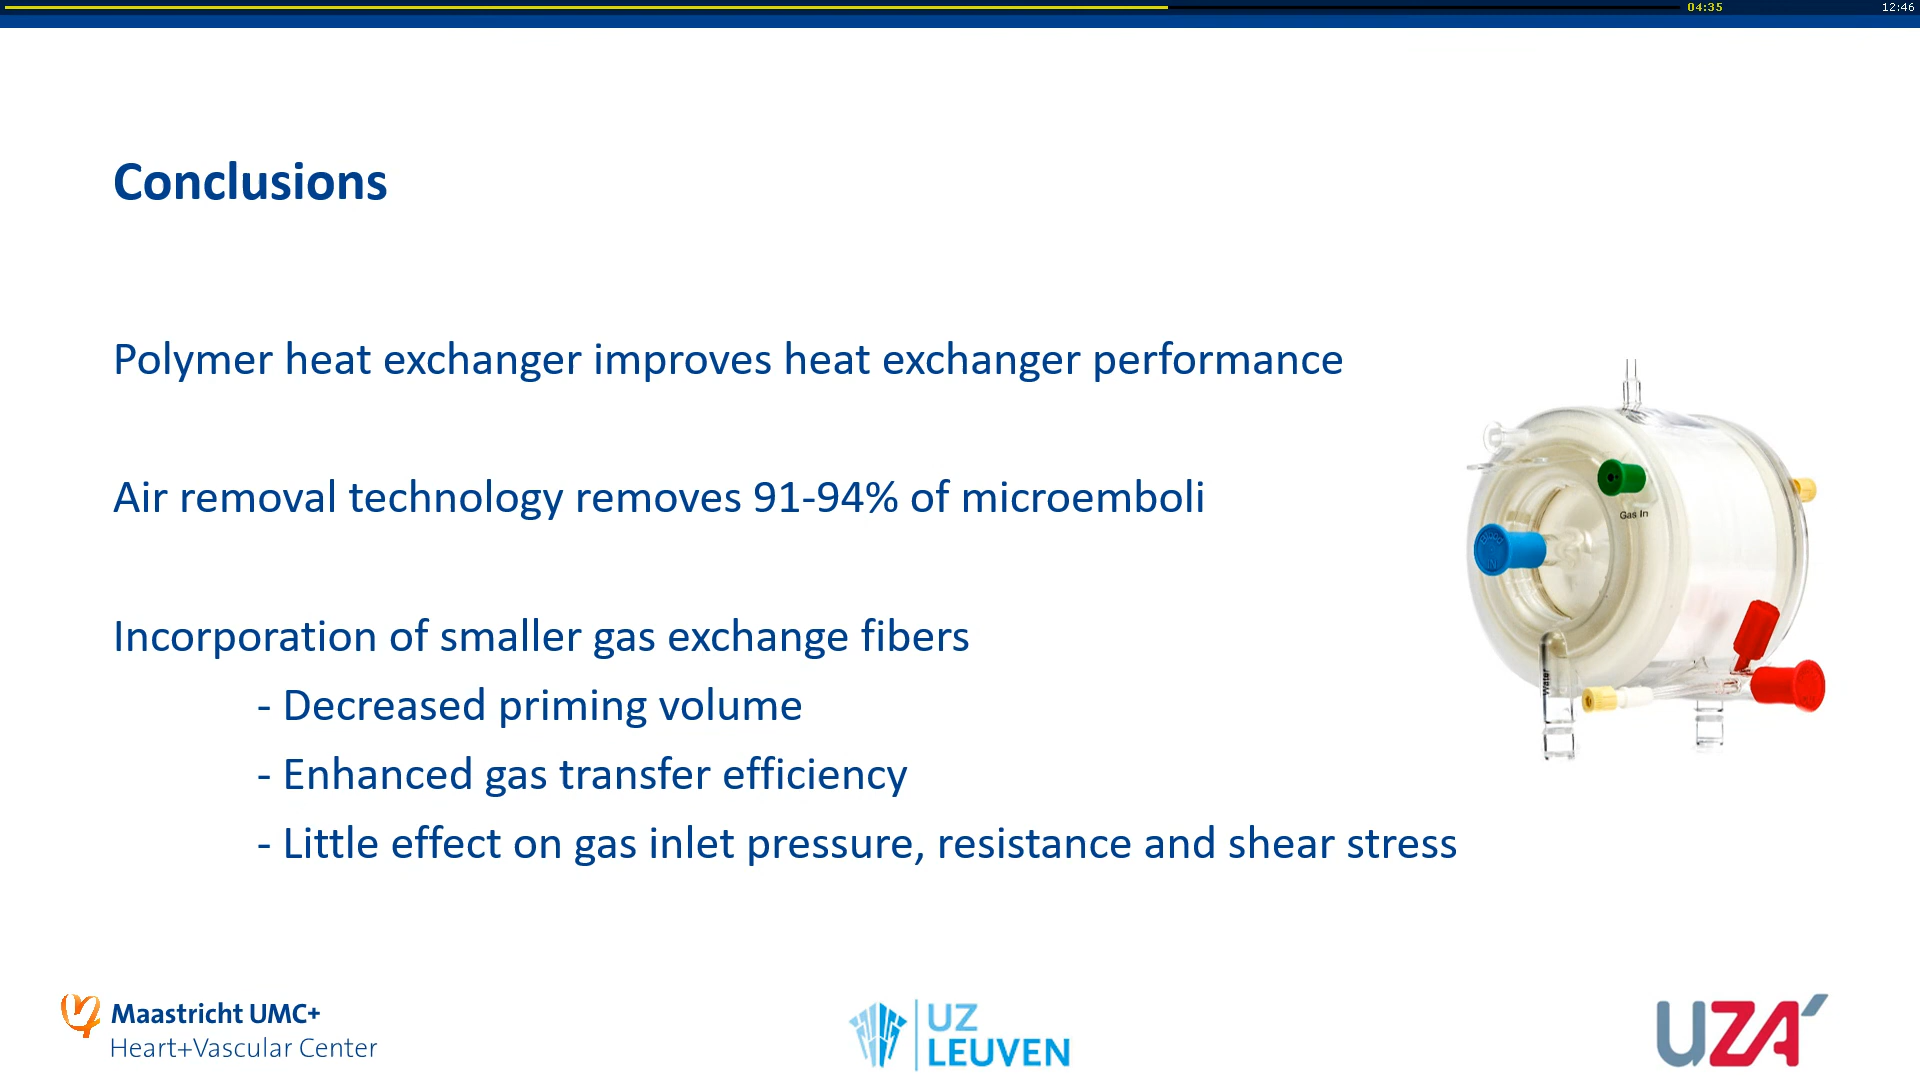 04:35
12:46
Conclusions
Polymer heat exchanger improves heat exchanger performance
Air removal technology removes 91-94% of microemboli
Incorporation of smaller gas exchange fibers
- Decreased priming volume
- Enhanced gas transfer efficiency
- Little effect on gas inlet pressure, resistance and shear stress
Gas In
Water
IN
Maastricht UMC+
Heart+Vascular Center
UZ
LEUVEN
UZA